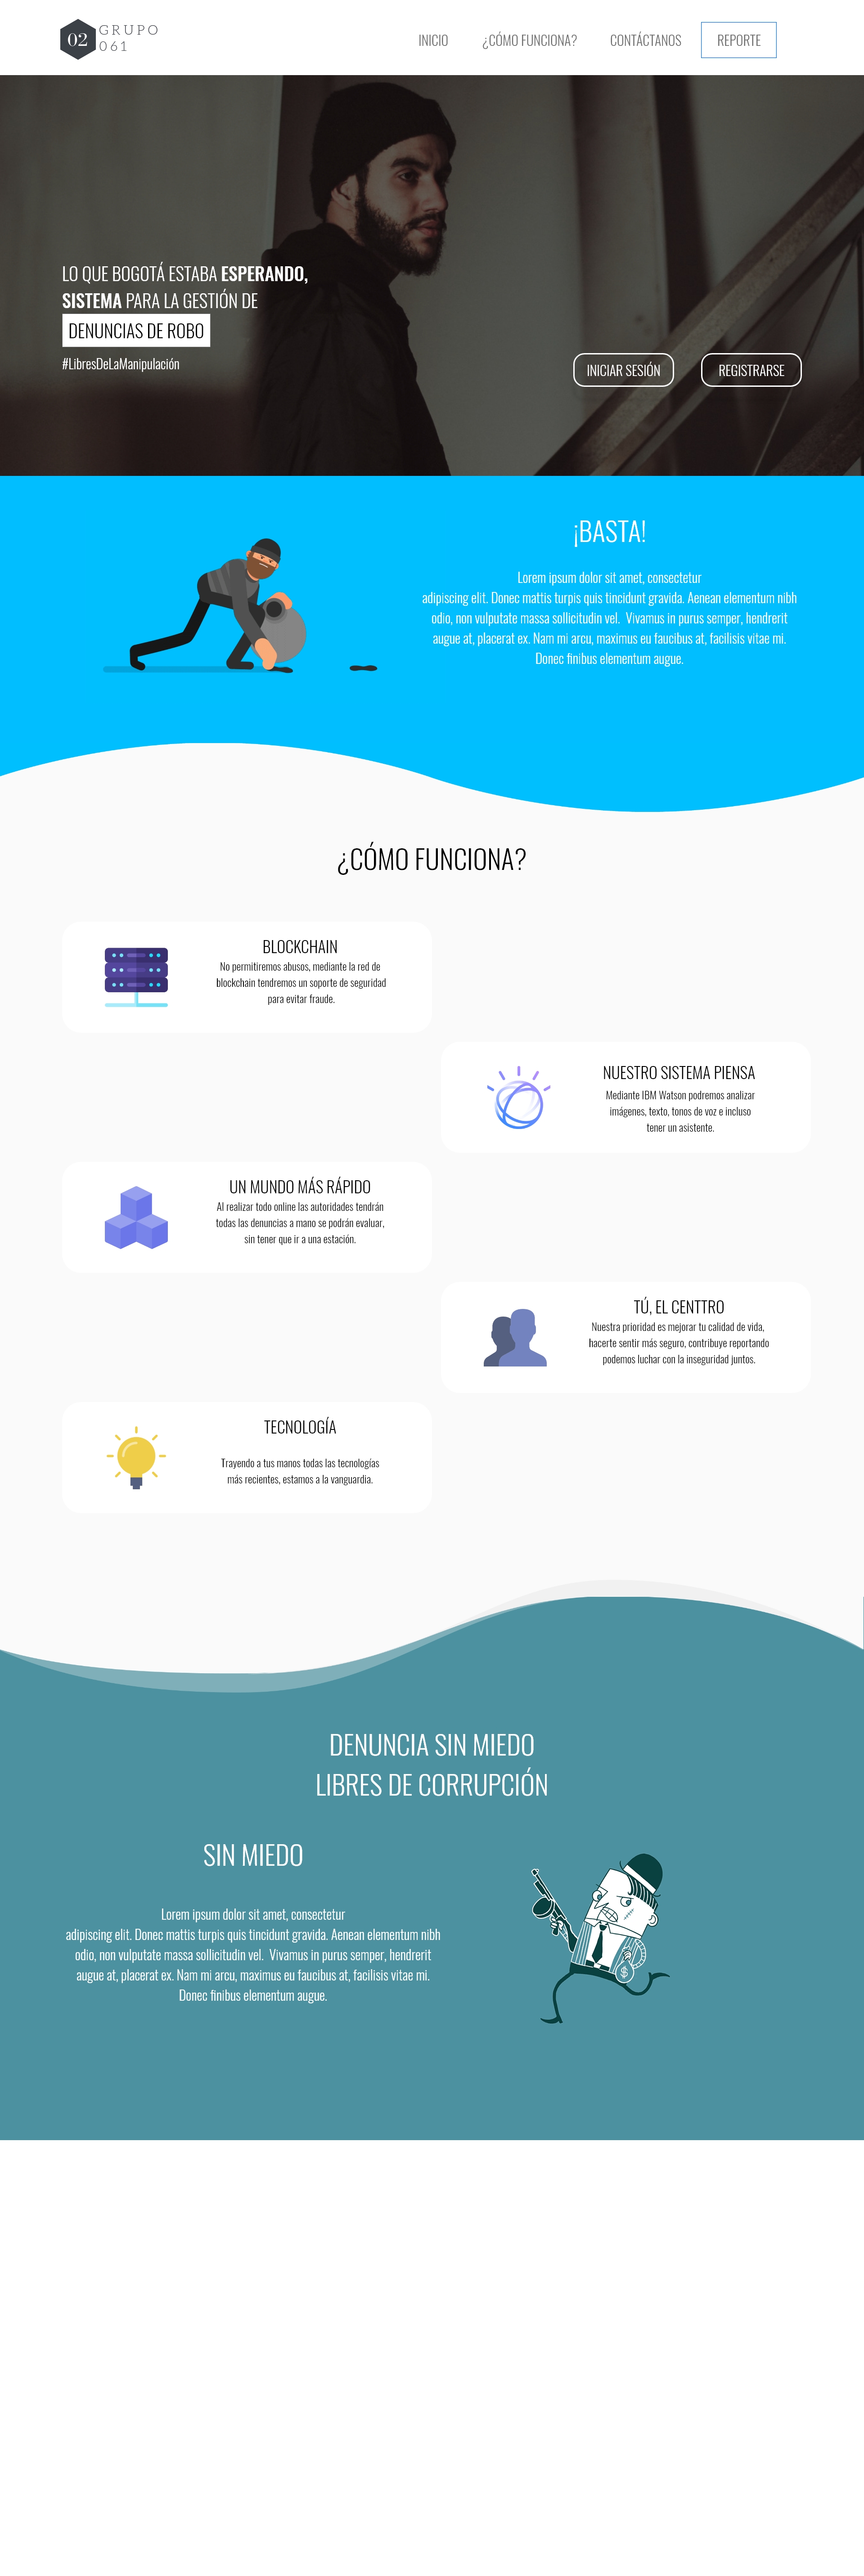 02
GRUPO
061
INICIO
¿CÓMO FUNCIONA?
CONTÁCTANOS
REPORTE
LO QUE BOGOTÁ ESTABA ESPERANDO,
SISTEMA PARA LA GESTIÓN DE
DENUNCIAS DE ROBO
#LibresDeLaManipulación
INICIAR SESIÓN
REGISTRARSE
¡BASTA!
Lorem ipsum dolor sit amet, consectetur
adipiscing elit. Donec mattis turpis quis tincidunt gravida. Aenean elementum nibh
odio, non vulputate massa sollicitudin vel. Vivamus in purus semper, hendrerit
augue at, placerat ex. Nam mi arcu, maximus eu faucibus at, facilisis vitae mi.
Donec finibus elementum augue.
¿CÓMO FUNCIONA?
BLOCKCHAIN
No permitiremos abusos, mediante la red de
blockchain tendremos un soporte de seguridad
para evitar fraude.
NUESTRO SISTEMA PIENSA
Mediante IBM Watson podremos analizar
imágenes, texto, tonos de voz e incluso
tener un asistente.
UN MUNDO MÁS RÁPIDO
Al realizar todo online las autoridades tendrán
todas las denuncias a mano se podrán evaluar,
sin tener que ir a una estación.
TÚ, EL CENTTRO
Nuestra prioridad es mejorar tu calidad de vida,
hacerte sentir más seguro, contribuye reportando
podemos luchar con la inseguridad juntos.
TECNOLOGÍA
Trayendo a tus manos todas las tecnologías
más recientes, estamos a la vanguardia.
DENUNCIA SIN MIEDO
LIBRES DE CORRUPCIÓN
SIN MIEDO
Lorem ipsum dolor sit amet, consectetur
adipiscing elit. Donec mattis turpis quis tincidunt gravida. Aenean elementum nibh
odio, non vulputate massa sollicitudin vel. Vivamus in purus semper, hendrerit
augue at, placerat ex. Nam mi arcu, maximus eu faucibus at, facilisis vitae mi.
Donec finibus elementum augue.
$